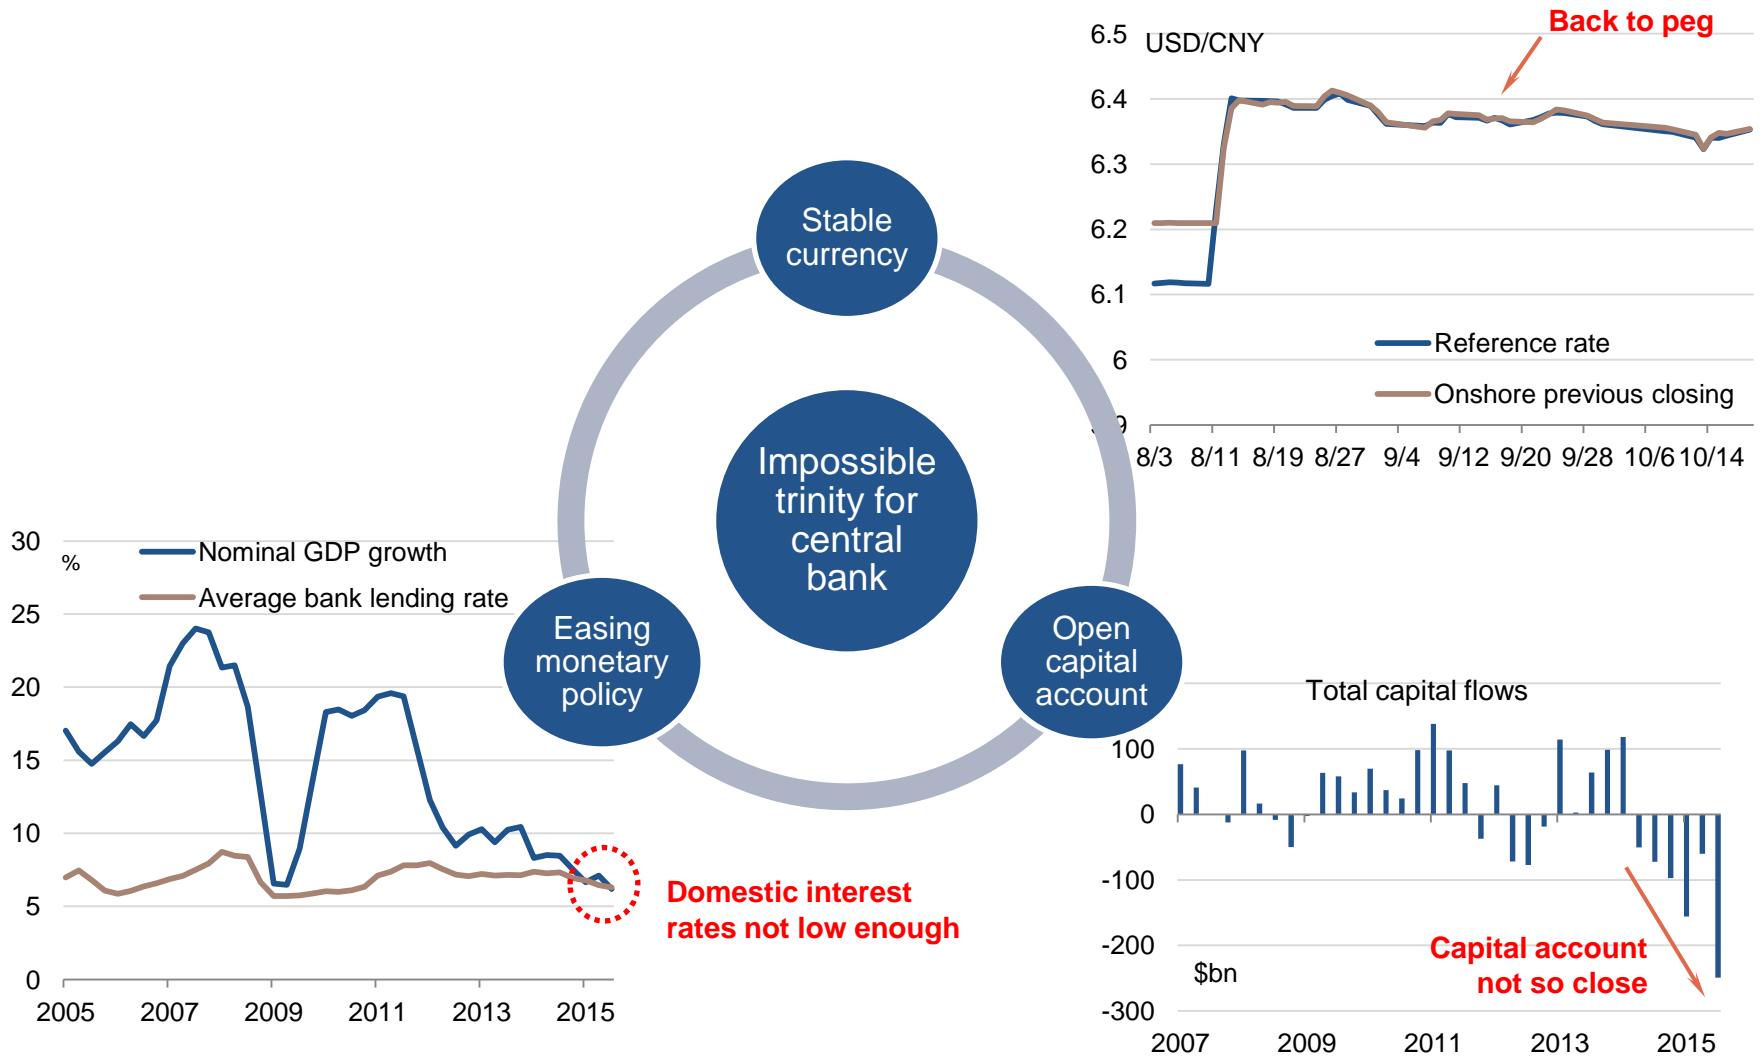 Back to peg
USD/CNY
6.5
6.4
6.3
6.2
6.1
6
9
Reference rate
Onshore previous closing
8/3 8/11 8/19 8/27 9/4 9/12 9/20 9/28 10/6 10/14
Stable
currency
Impossible
trinity for
central
bank
Easing
monetary
policy
Open
capital
account
30
25
20
15
10
5
0
%
Nominal GDP growth
Average bank lending rate
2005 2007 2009 2011 2013 2015
Domestic interest
rates not low enough
Total capital flows
100
0
-100
-200
-300
$bn
Capital account
not so close
2007 2009 2011 2013 2015